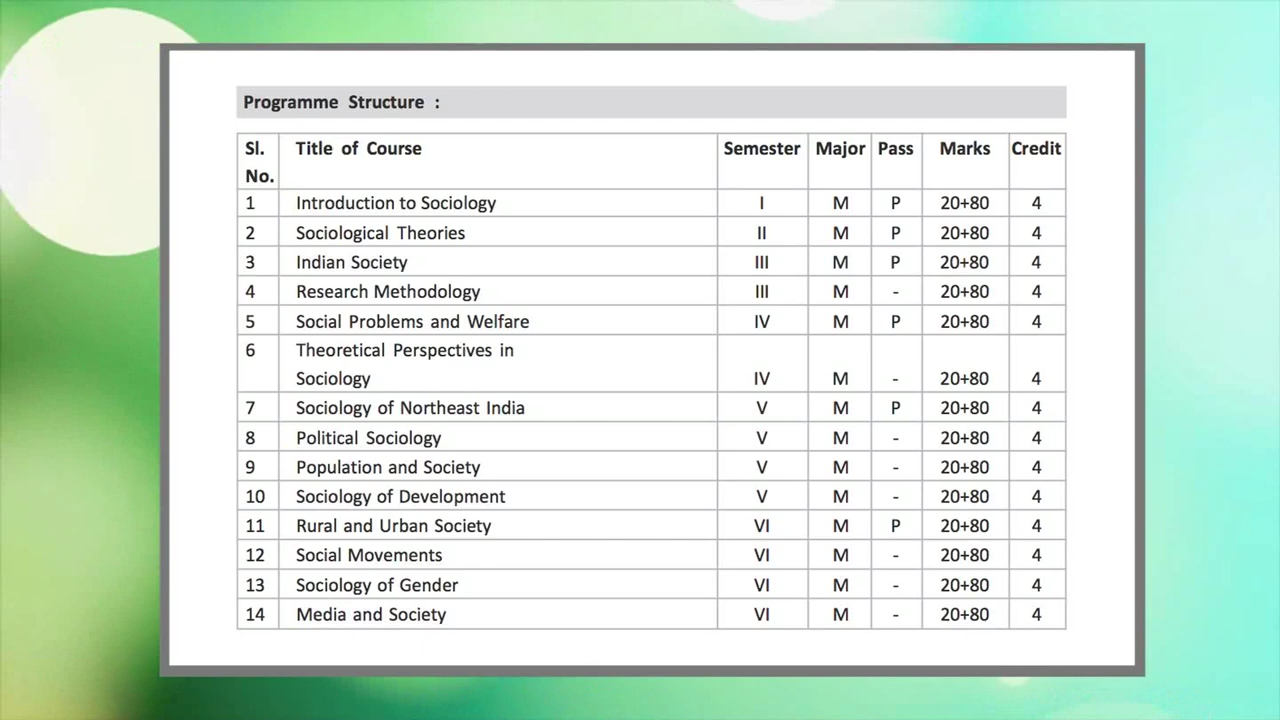 Programme Structure :
Sl. No. Title of Course Semester Major Pass Marks Credit
1 Introduction to Sociology I M P 20+80 4
2 Sociological Theories II M P 20+80 4
3 Indian Society III M P 20+80 4
4 Research Methodology III M - 20+80 4
5 Social Problems and Welfare IV M P 20+80 4
6 Theoretical Perspectives in
Sociology IV M - 20+80 4
7 Sociology of Northeast India V M P 20+80 4
8 Political Sociology V M - 20+80 4
9 Population and Society V M - 20+80 4
10 Sociology of Development V M - 20+80 4
11 Rural and Urban Society VI M P 20+80 4
12 Social Movements VI M - 20+80 4
13 Sociology of Gender VI M - 20+80 4
14 Media and Society VI M - 20+80 4